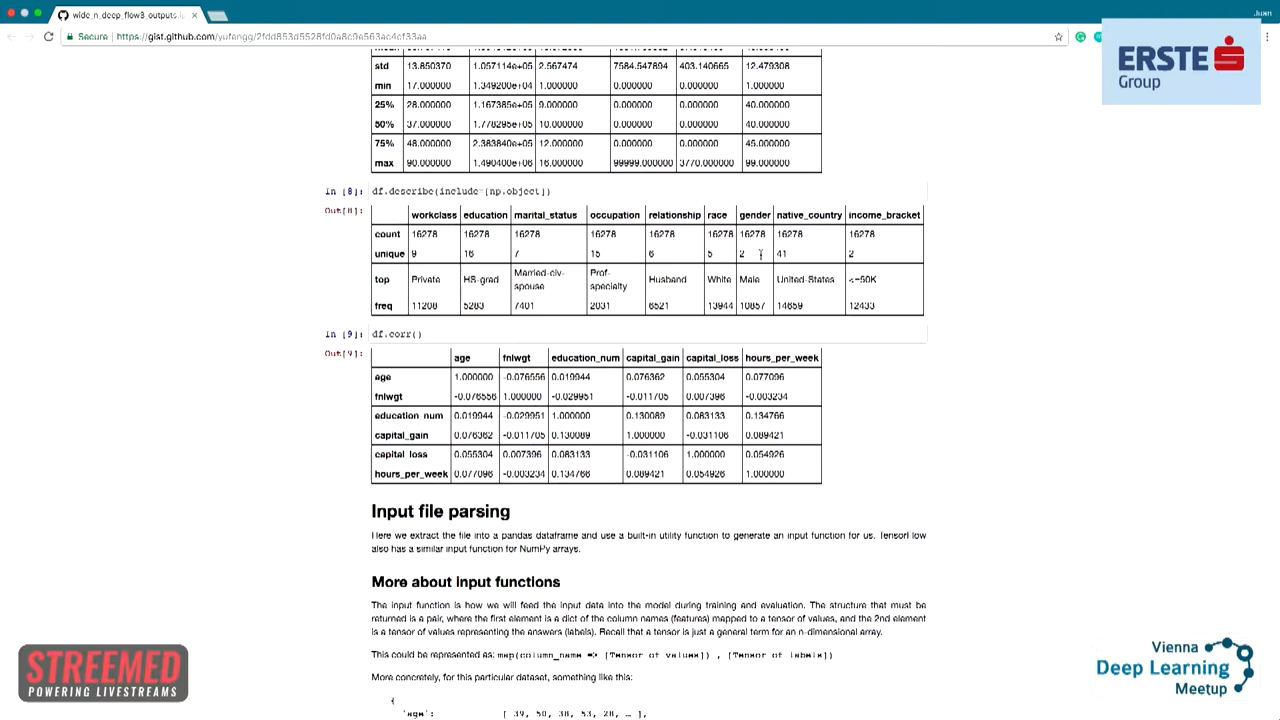 wide_n_deep_flow3_outputs.i
Juan
Secure https://gist.github.com/yufengg/2fdd853d5528fd0a8c9e563ac4cf33aa
ERSTE
Group
std 13.850370 1.057114e+05 2.567474 7584.547894 403.140665 12.479308
min 17.000000 1.349200e+04 1.000000 0.000000 0.000000 1.000000
25% 28.000000 1.167385e+05 9.000000 0.000000 0.000000 40.000000
50% 37.000000 1.778295e+05 10.000000 0.000000 0.000000 40.000000
75% 48.000000 2.383840e+05 12.000000 0.000000 0.000000 45.000000
max 90.000000 1.490400e+06 16.000000 99999.000000 3770.000000 99.000000
In [8]: df.describe(include=[np.object])
Out[8]:
workclass education marital_status occupation relationship race gender native_country income_bracket
count 16278 16278 16278 16278 16278 16278 16278 16278 16278
unique 9 16 7 15 6 5 2 41 2
top Private HS-grad Married-civ-spouse Prof-specialty Husband White Male United-States <=50K
freq 11208 5283 7401 2031 6521 13944 10857 14659 12433
In [9]: df.corr()
Out[9]:
age fnlwgt education_num capital_gain capital_loss hours_per_week
age 1.000000 -0.076556 0.019944 0.076362 0.055304 0.077096
fnlwgt -0.076556 1.000000 -0.029951 -0.011705 0.007396 -0.003234
education_num 0.019944 -0.029951 1.000000 0.130089 0.083133 0.134766
capital_gain 0.076362 -0.011705 0.130089 1.000000 -0.031106 0.089421
capital_loss 0.055304 0.007396 0.083133 -0.031106 1.000000 0.054926
hours_per_week 0.077096 -0.003234 0.134766 0.089421 0.054926 1.000000
Input file parsing
Here we extract the file into a pandas dataframe and use a built-in utility function to generate an input function for us. TensorFlow
also has a similar input function for NumPy arrays.
More about input functions
The input function is how we will feed the input data into the model during training and evaluation. The structure that must be
returned is a pair, where the first element is a dict of the column names (features) mapped to a tensor of values, and the 2nd element
is a tensor of values representing the answers (labels). Recall that a tensor is just a general term for an n-dimensional array.
This could be represented as: map(column_name => [Tensor of values]) , [Tensor of labels])
More concretely, for this particular dataset, something like this:
{
'age': [ 39, 50, 38, 53, 28, … ],
STREEMED
POWERING LIVESTREAMS
Vienna
Deep Learning
Meetup